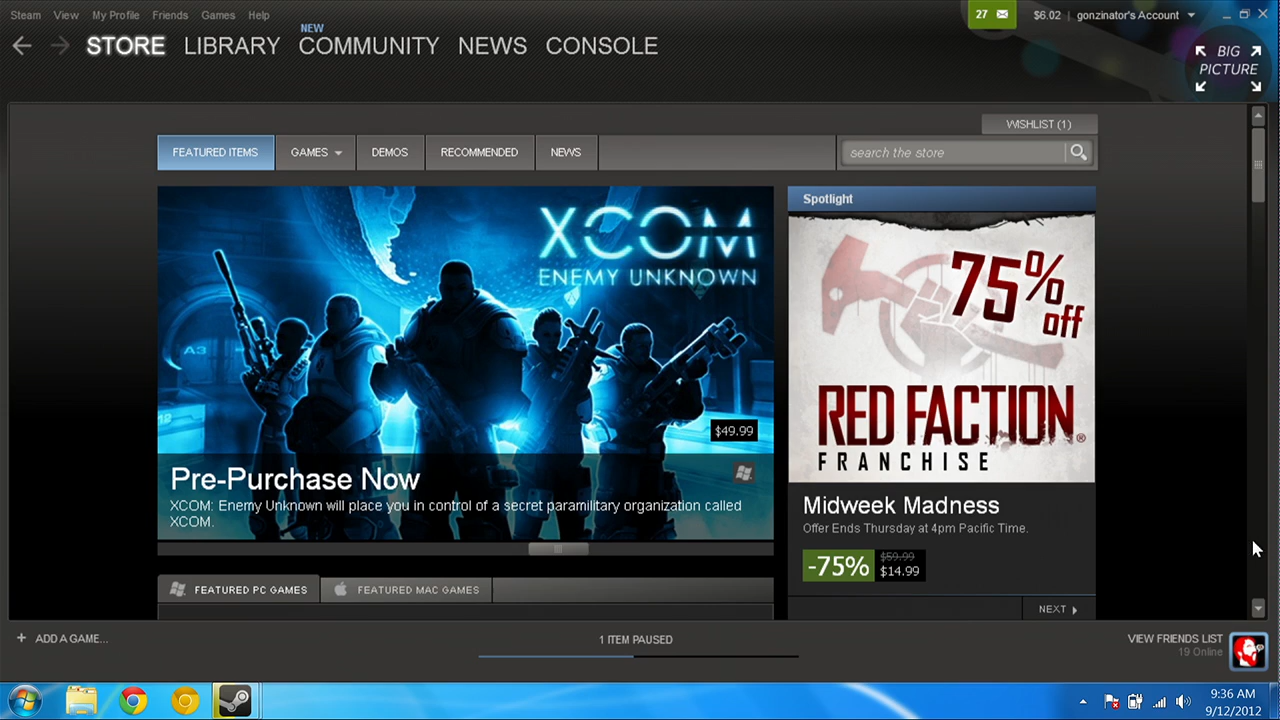 Steam View My Profile Friends Games Help
27
$6.02 | gonzinator's Account
NEW
STORE LIBRARY COMMUNITY NEWS CONSOLE
BIG
PICTURE
WISHLIST (1)
FEATURED ITEMS GAMES DEMOS RECOMMENDED NEWS
search the store
XCOM
ENEMY UNKNOWN
A3
$49.99
Pre-Purchase Now
XCOM: Enemy Unknown will place you in control of a secret paramilitary organization called
XCOM.
Spotlight
75%
off
RED FACTION®
FRANCHISE
Midweek Madness
Offer Ends Thursday at 4pm Pacific Time.
-75%
$59.99
$14.99
NEXT
FEATURED PC GAMES FEATURED MAC GAMES
+ ADD A GAME...
1 ITEM PAUSED
VIEW FRIENDS LIST
19 Online
9:36 AM
9/12/2012